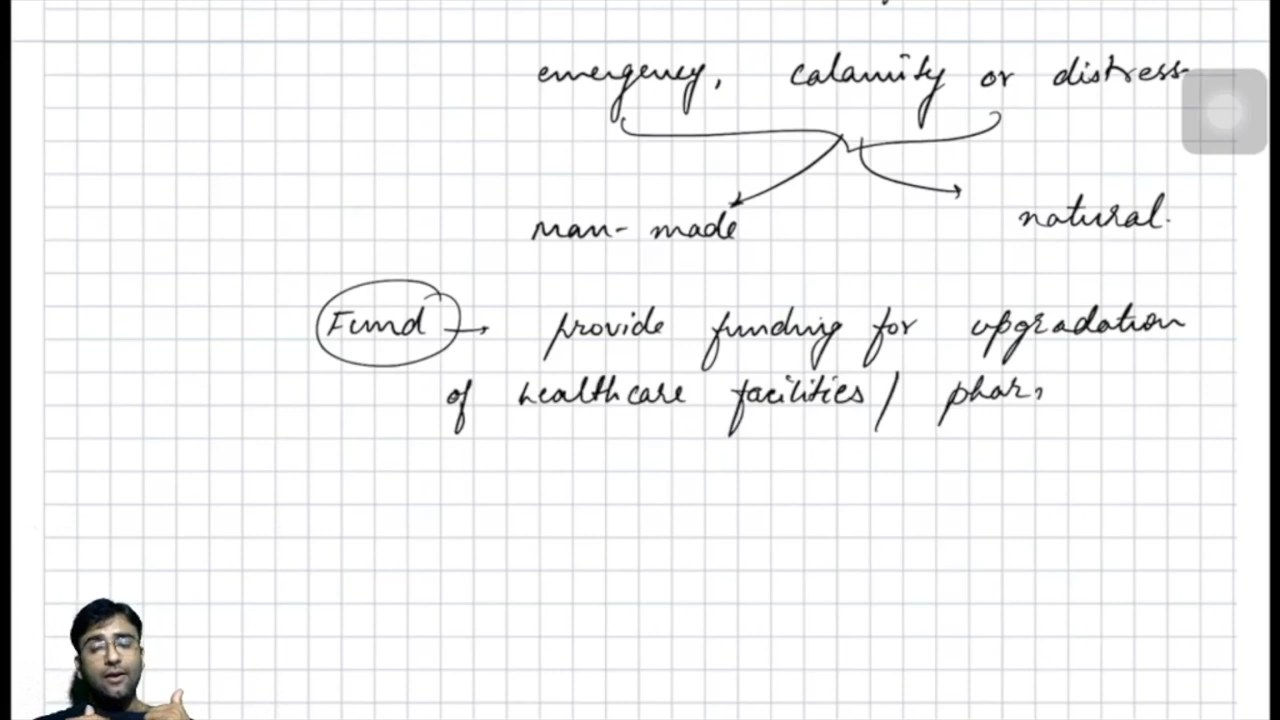 emergency, calamity or distress.
man-made natural.
Fund → provide funding for upgradation
of healthcare facilities / phar